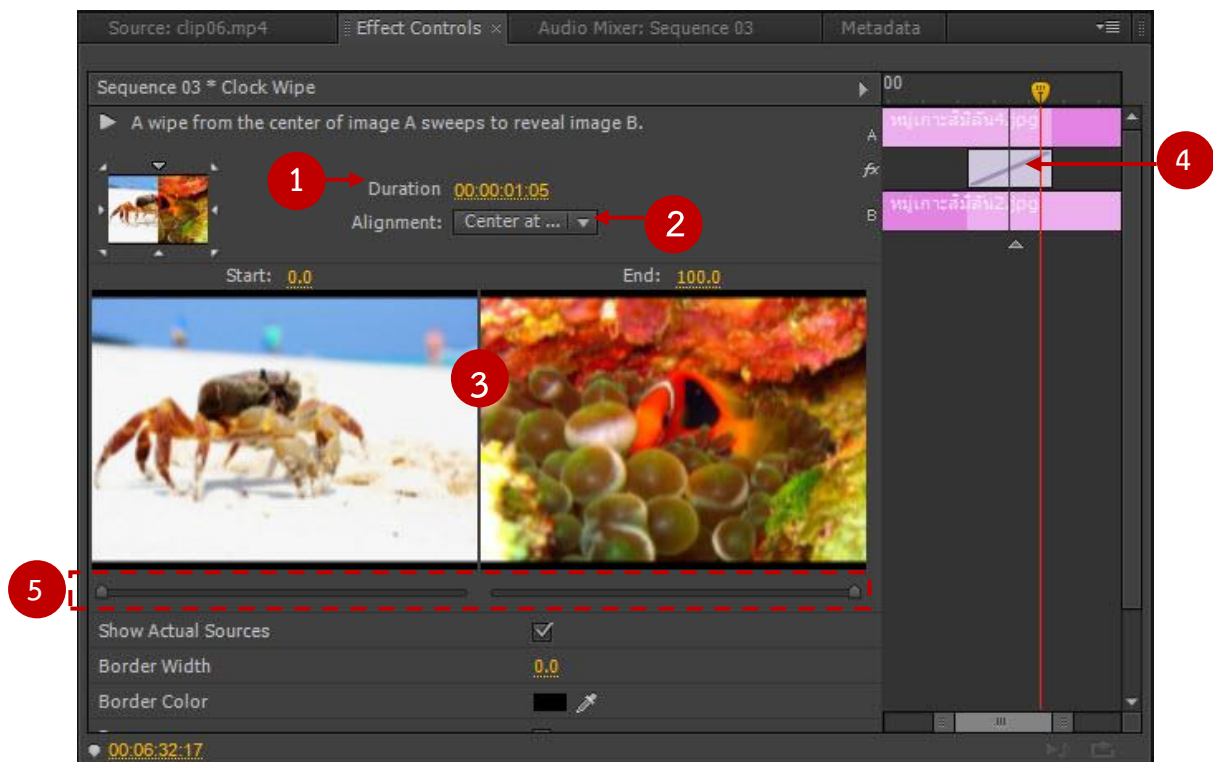 Source: clip06.mp4
Effect Controls ×
Audio Mixer: Sequence 03
Metadata
Sequence 03 * Clock Wipe
00
A wipe from the center of image A sweeps to reveal image B.
A
หมู่เกาะสิมิลัน4.jpg
1
Duration 00:00:01:05
fx
4
Alignment: Center at ...
2
B
หมู่เกาะสิมิลัน2.jpg
Start: 0.0
End: 100.0
3
5
Show Actual Sources
Border Width 0.0
Border Color
00:06:32:17